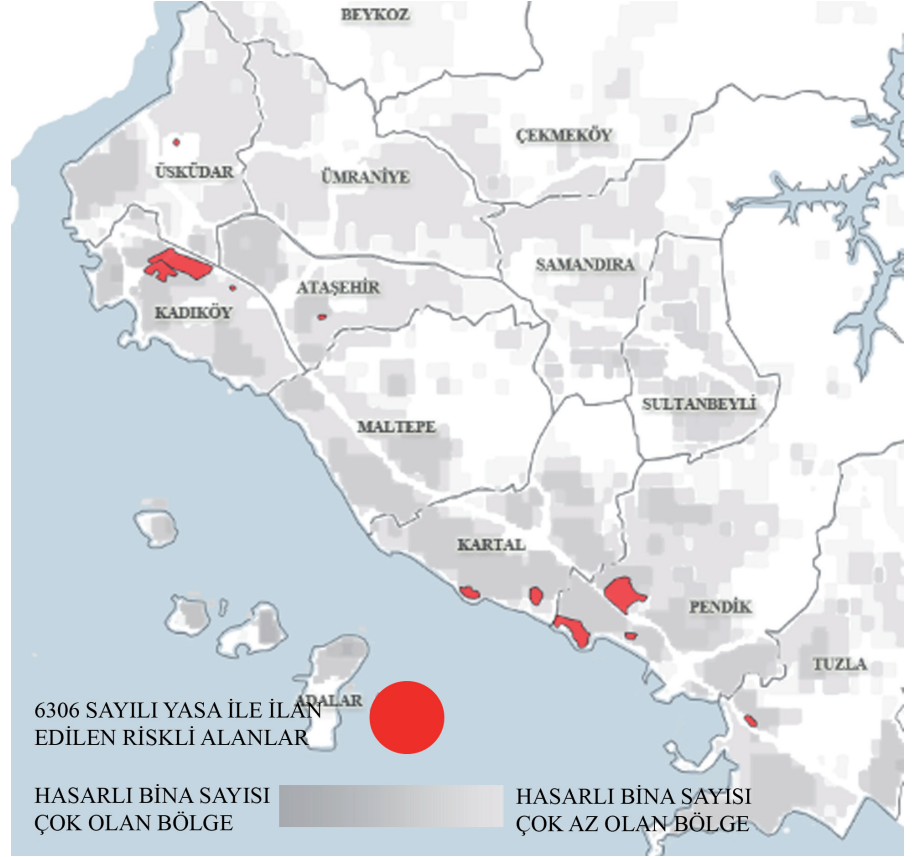 BEYKOZ
ÇEKMEKÖY
ÜSKÜDAR
ÜMRANİYE
SAMANDIRA
ATAŞEHİR
KADIKÖY
SULTANBEYLİ
MALTEPE
KARTAL
PENDİK
TUZLA
ADALAR
6306 SAYILI YASA İLE İLAN
EDİLEN RİSKLİ ALANLAR
HASARLI BİNA SAYISI
ÇOK OLAN BÖLGE
HASARLI BİNA SAYISI
ÇOK AZ OLAN BÖLGE